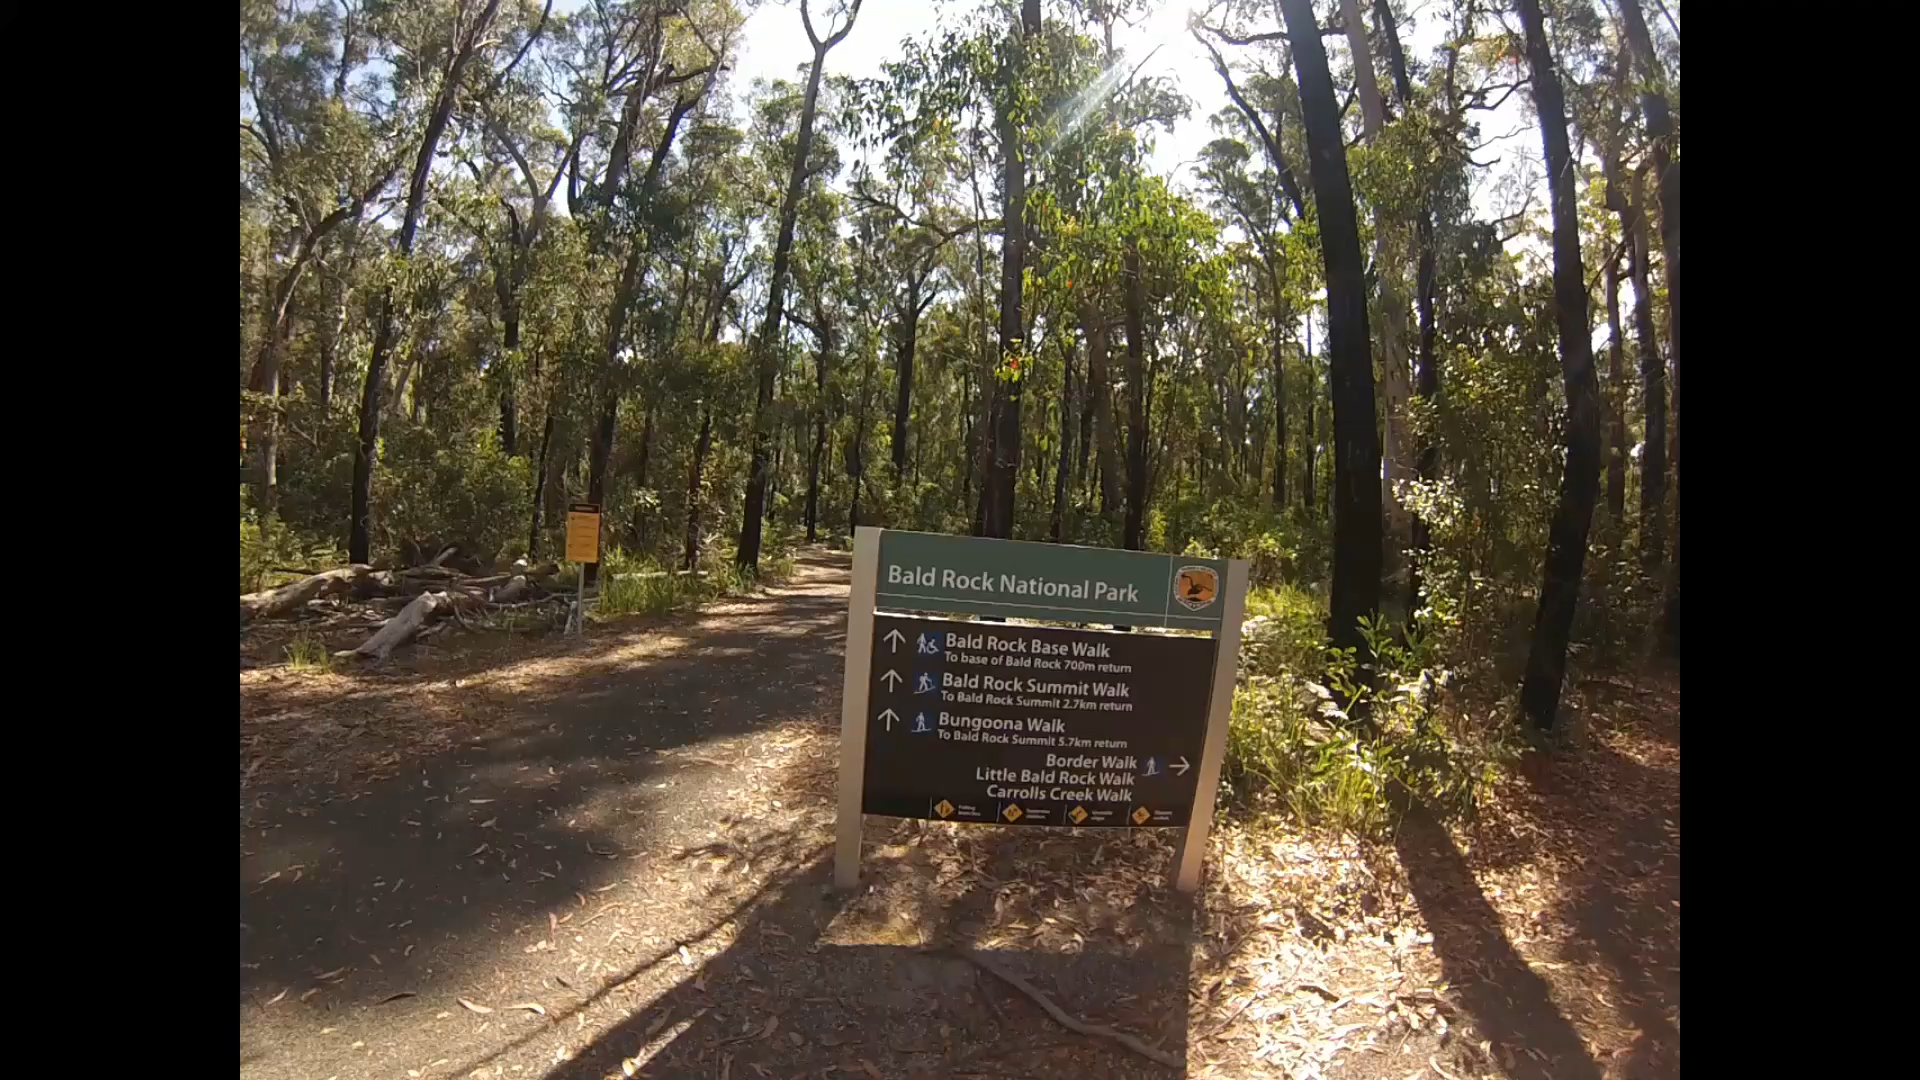 Bald Rock National Park
Bald Rock Base Walk
To base of Bald Rock 700m return
Bald Rock Summit Walk
To Bald Rock Summit 2.7km return
Bungoona Walk
To Bald Rock Summit 5.7km return
Border Walk
Little Bald Rock Walk
Carrolls Creek Walk